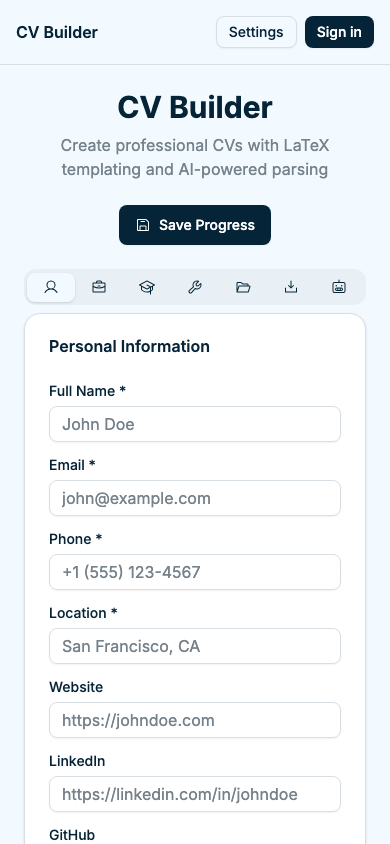 CV Builder
Settings
Sign in
CV Builder
Create professional CVs with LaTeX
templating and AI-powered parsing
Save Progress
Personal Information
Full Name *
John Doe
Email *
john@example.com
Phone *
+1 (555) 123-4567
Location *
San Francisco, CA
Website
https://johndoe.com
LinkedIn
https://linkedin.com/in/johndoe
GitHub